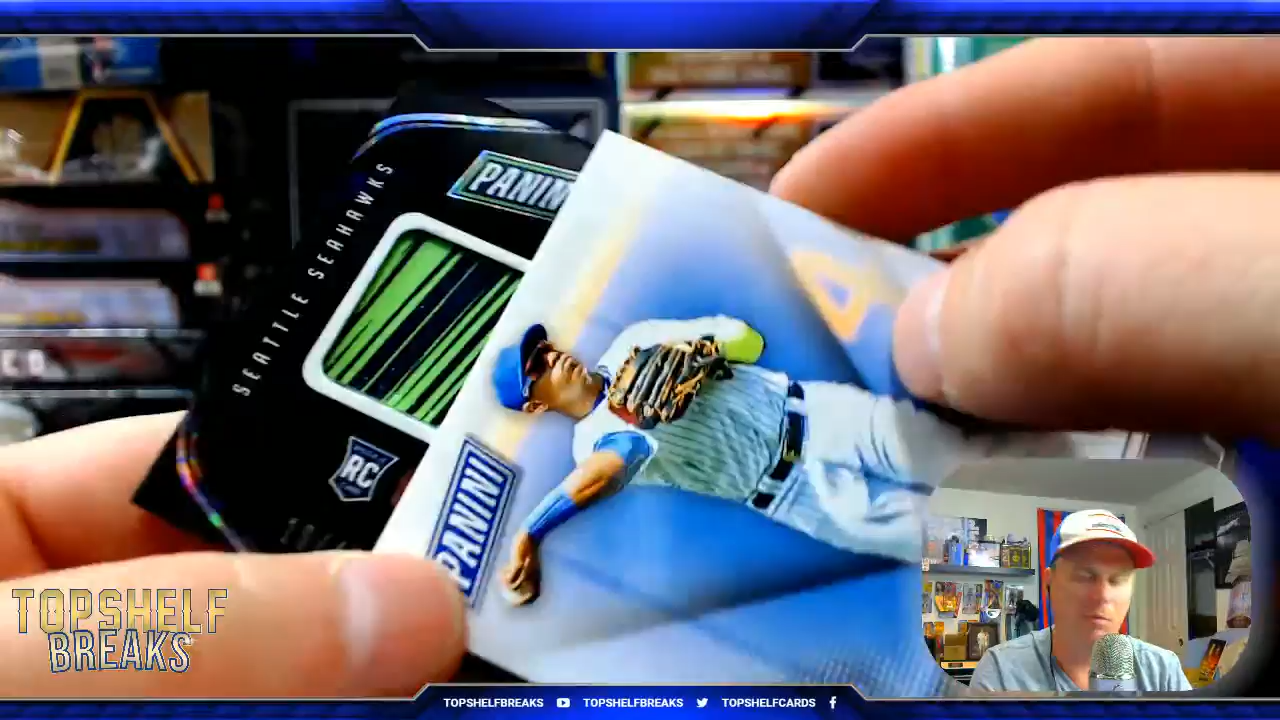 SEATTLE SEAHAWKS
PANINI
RC
PANINI
TOPSHELF
BREAKS
TOPSHELFBREAKS TOPSHELFBREAKS TOPSHELFCARDS